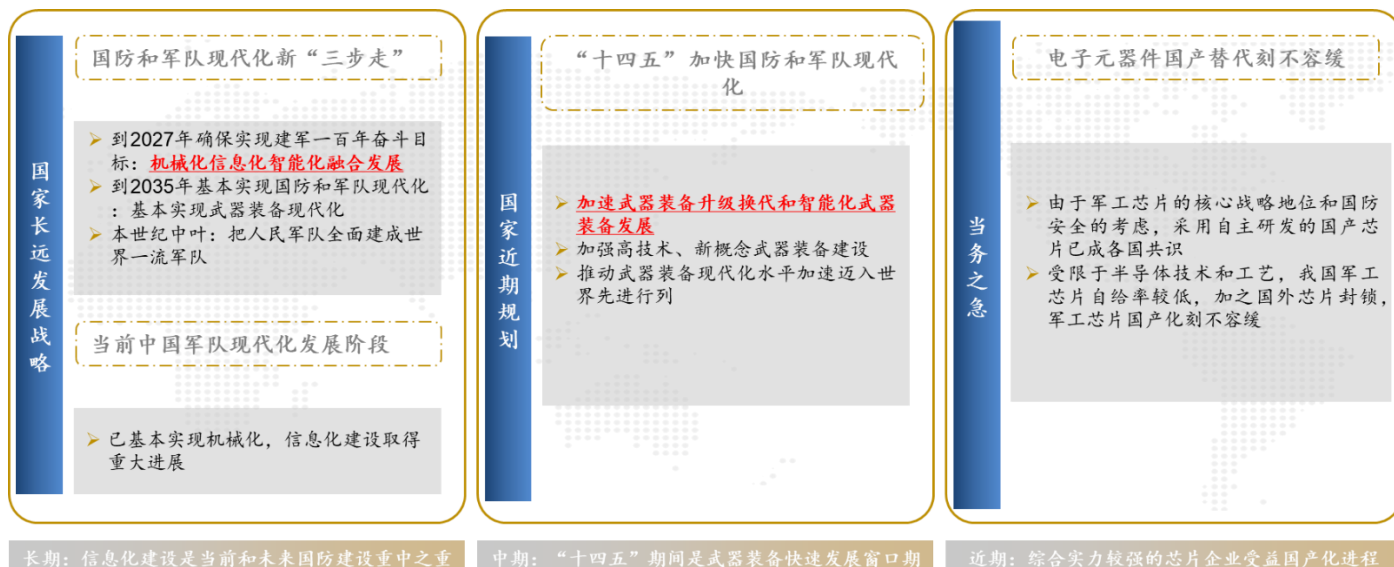 国家长远发展战略
国防和军队现代化新“三步走”
➢ 到2027年确保实现建军一百年奋斗目
标：机械化信息化智能化融合发展
➢ 到2035年基本实现国防和军队现代化
：基本实现武器装备现代化
➢ 本世纪中叶：把人民军队全面建成世
界一流军队
当前中国军队现代化发展阶段
➢ 已基本实现机械化，信息化建设取得
重大进展
长期：信息化建设是当前和未来国防建设重中之重
国家近期规划
“十四五”加快国防和军队现代
化
➢ 加速武器装备升级换代和智能化武器
装备发展
➢ 加强高技术、新概念武器装备建设
➢ 推动武器装备现代化水平加速迈入世
界先进行列
中期：“十四五”期间是武器装备快速发展窗口期
当务之急
电子元器件国产替代刻不容缓
➢ 由于军工芯片的核心战略地位和国防
安全的考虑，采用自主研发的国产芯
片已成各国共识
➢ 受限于半导体技术和工艺，我国军工
芯片自给率较低，加之国外芯片封锁，
军工芯片国产化刻不容缓
近期：综合实力较强的芯片企业受益国产化进程